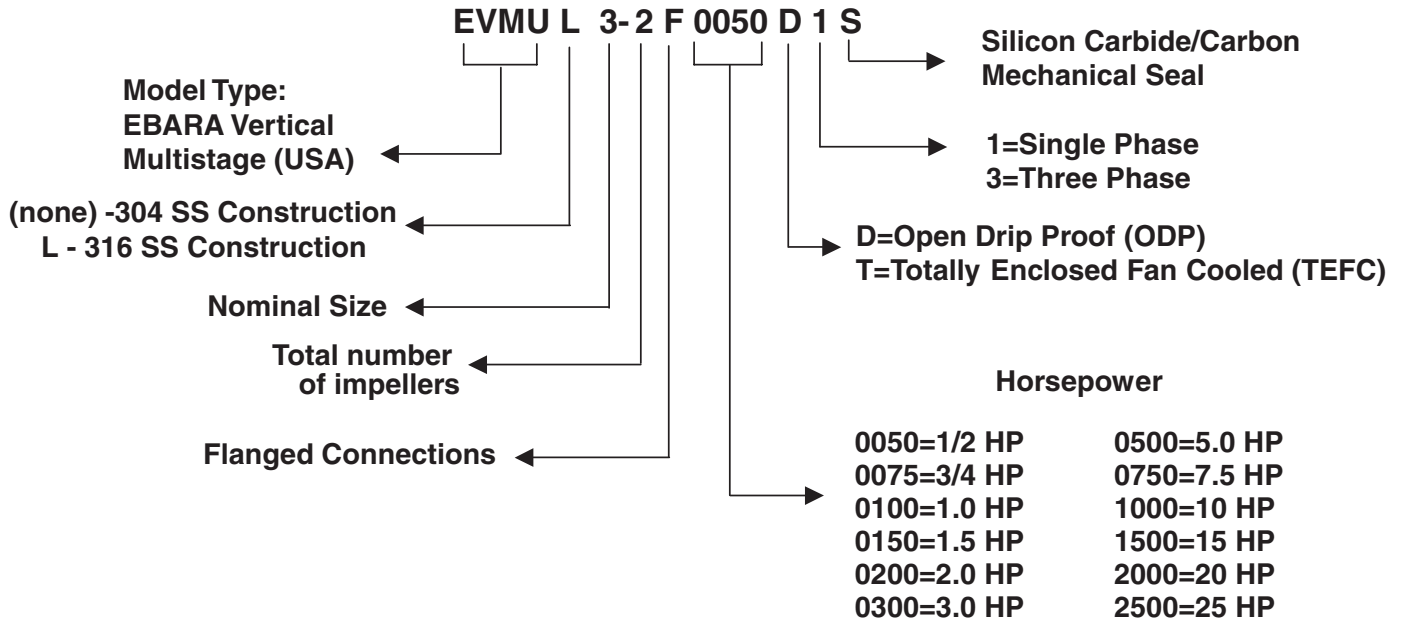 EVMU L 3- 2 F 0050 D 1 S
Silicon Carbide/Carbon
Mechanical Seal
Model Type:
EBARA Vertical
Multistage (USA)
1=Single Phase
3=Three Phase
(none) -304 SS Construction
L - 316 SS Construction
D=Open Drip Proof (ODP)
T=Totally Enclosed Fan Cooled (TEFC)
Nominal Size
Total number
of impellers
Flanged Connections
Horsepower
0050=1/2 HP 0500=5.0 HP
0075=3/4 HP 0750=7.5 HP
0100=1.0 HP 1000=10 HP
0150=1.5 HP 1500=15 HP
0200=2.0 HP 2000=20 HP
0300=3.0 HP 2500=25 HP